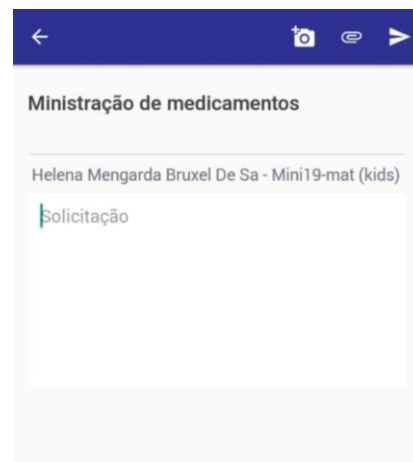 Ministração de medicamentos
Helena Mengarda Bruxel De Sa - Mini19-mat (kids)
Solicitação